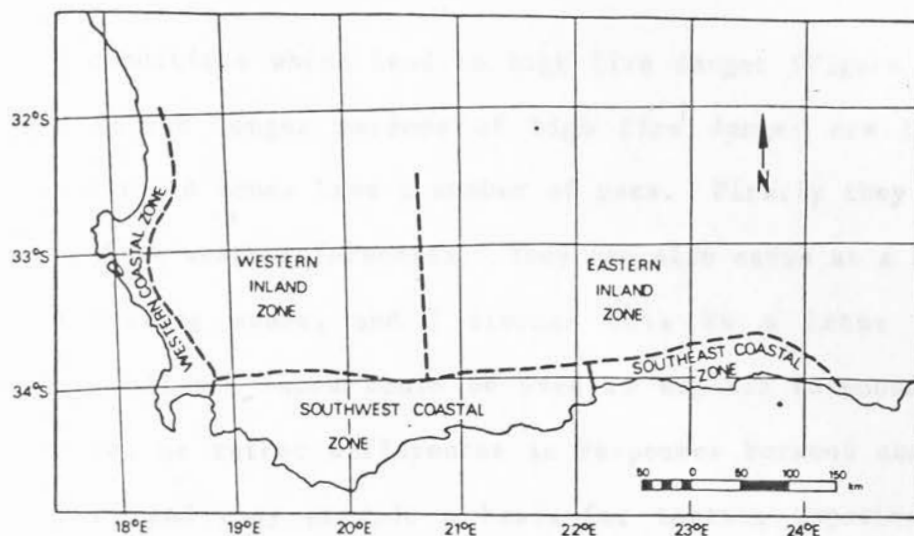 32°S
N
33°S
WESTERN COASTAL ZONE
WESTERN
INLAND
ZONE
EASTERN
INLAND
ZONE
34°S
SOUTHWEST COASTAL
ZONE
SOUTHEAST COASTAL
ZONE
50 0 50 100 150
km
18°E 19°E 20°E 21°E 22°E 23°E 24°E